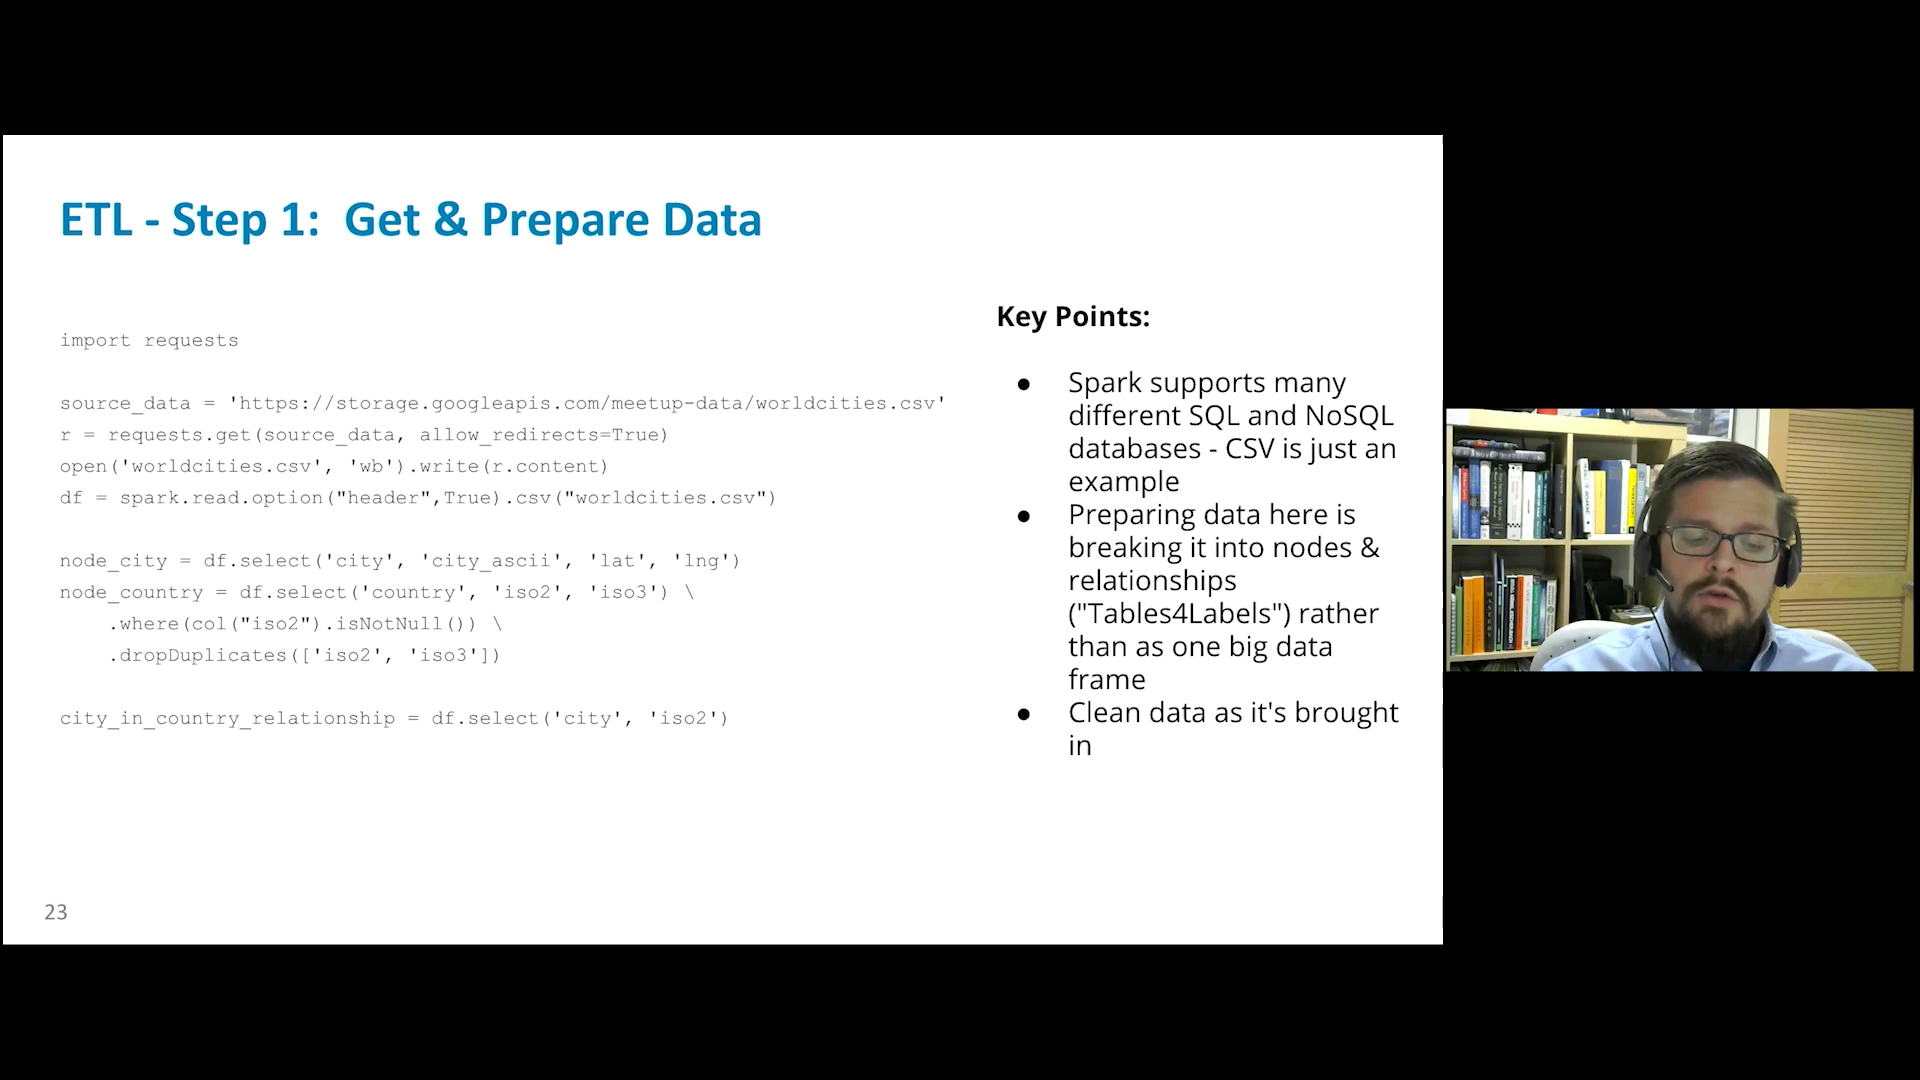 ETL - Step 1: Get & Prepare Data
import requests
source_data = 'https://storage.googleapis.com/meetup-data/worldcities.csv'
r = requests.get(source_data, allow_redirects=True)
open('worldcities.csv', 'wb').write(r.content)
df = spark.read.option("header",True).csv("worldcities.csv")
node_city = df.select('city', 'city_ascii', 'lat', 'lng')
node_country = df.select('country', 'iso2', 'iso3') \
.where(col("iso2").isNotNull()) \
.dropDuplicates(['iso2', 'iso3'])
city_in_country_relationship = df.select('city', 'iso2')
Key Points:
● Spark supports many
different SQL and NoSQL
databases - CSV is just an
example
● Preparing data here is
breaking it into nodes &
relationships
("Tables4Labels") rather
than as one big data
frame
● Clean data as it's brought
in
23